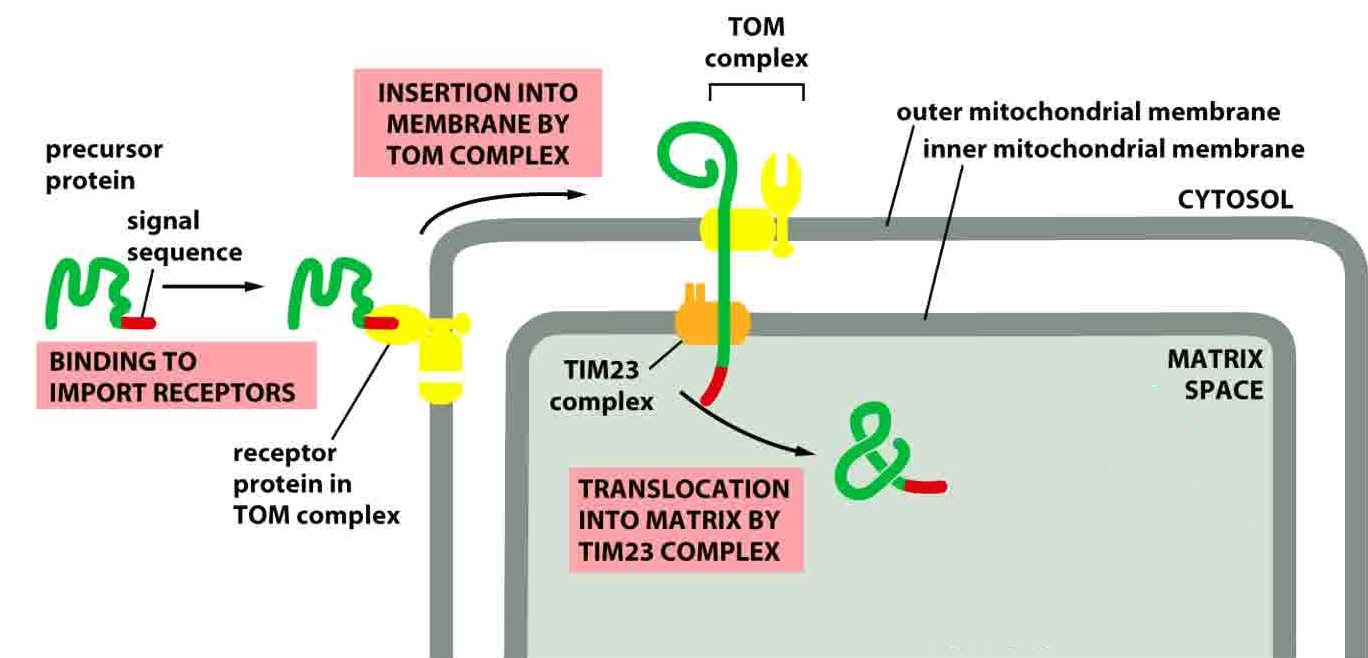 TOM
complex
INSERTION INTO
MEMBRANE BY
TOM COMPLEX
outer mitochondrial membrane
inner mitochondrial membrane
precursor
protein
CYTOSOL
signal
sequence
BINDING TO
IMPORT RECEPTORS
TIM23
complex
MATRIX
SPACE
receptor
protein in
TOM complex
TRANSLOCATION
INTO MATRIX BY
TIM23 COMPLEX